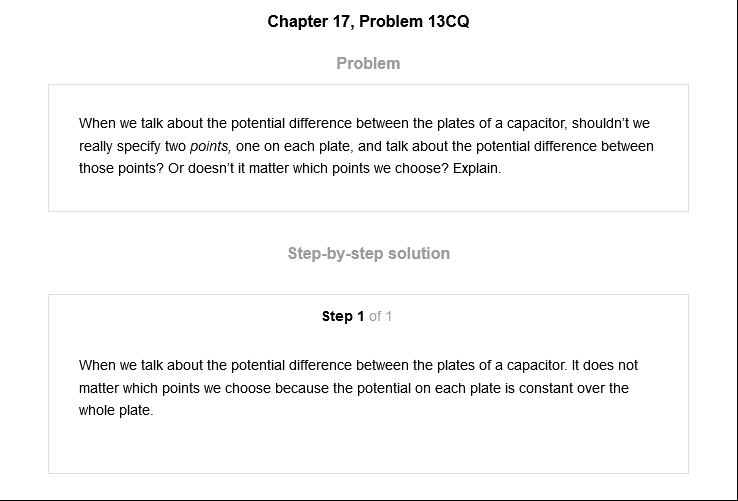 Chapter 17, Problem 13CQ
Problem
When we talk about the potential difference between the plates of a capacitor, shouldn't we
really specify two points, one on each plate, and talk about the potential difference between
those points? Or doesn't it matter which points we choose? Explain.
Step-by-step solution
Step 1 of 1
When we talk about the potential difference between the plates of a capacitor. It does not
matter which points we choose because the potential on each plate is constant over the
whole plate.